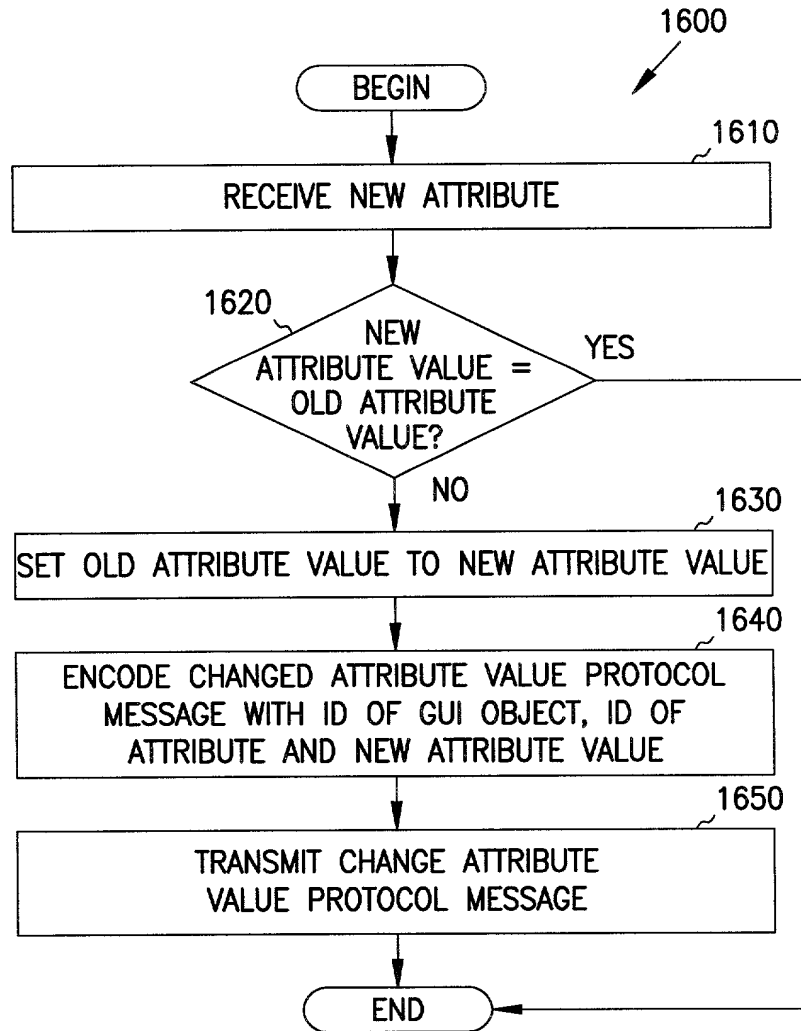 1600
BEGIN
1610
RECEIVE NEW ATTRIBUTE
1620
NEW
ATTRIBUTE VALUE =
OLD ATTRIBUTE
VALUE?
YES
NO
1630
SET OLD ATTRIBUTE VALUE TO NEW ATTRIBUTE VALUE
1640
ENCODE CHANGED ATTRIBUTE VALUE PROTOCOL
MESSAGE WITH ID OF GUI OBJECT, ID OF
ATTRIBUTE AND NEW ATTRIBUTE VALUE
1650
TRANSMIT CHANGE ATTRIBUTE
VALUE PROTOCOL MESSAGE
END